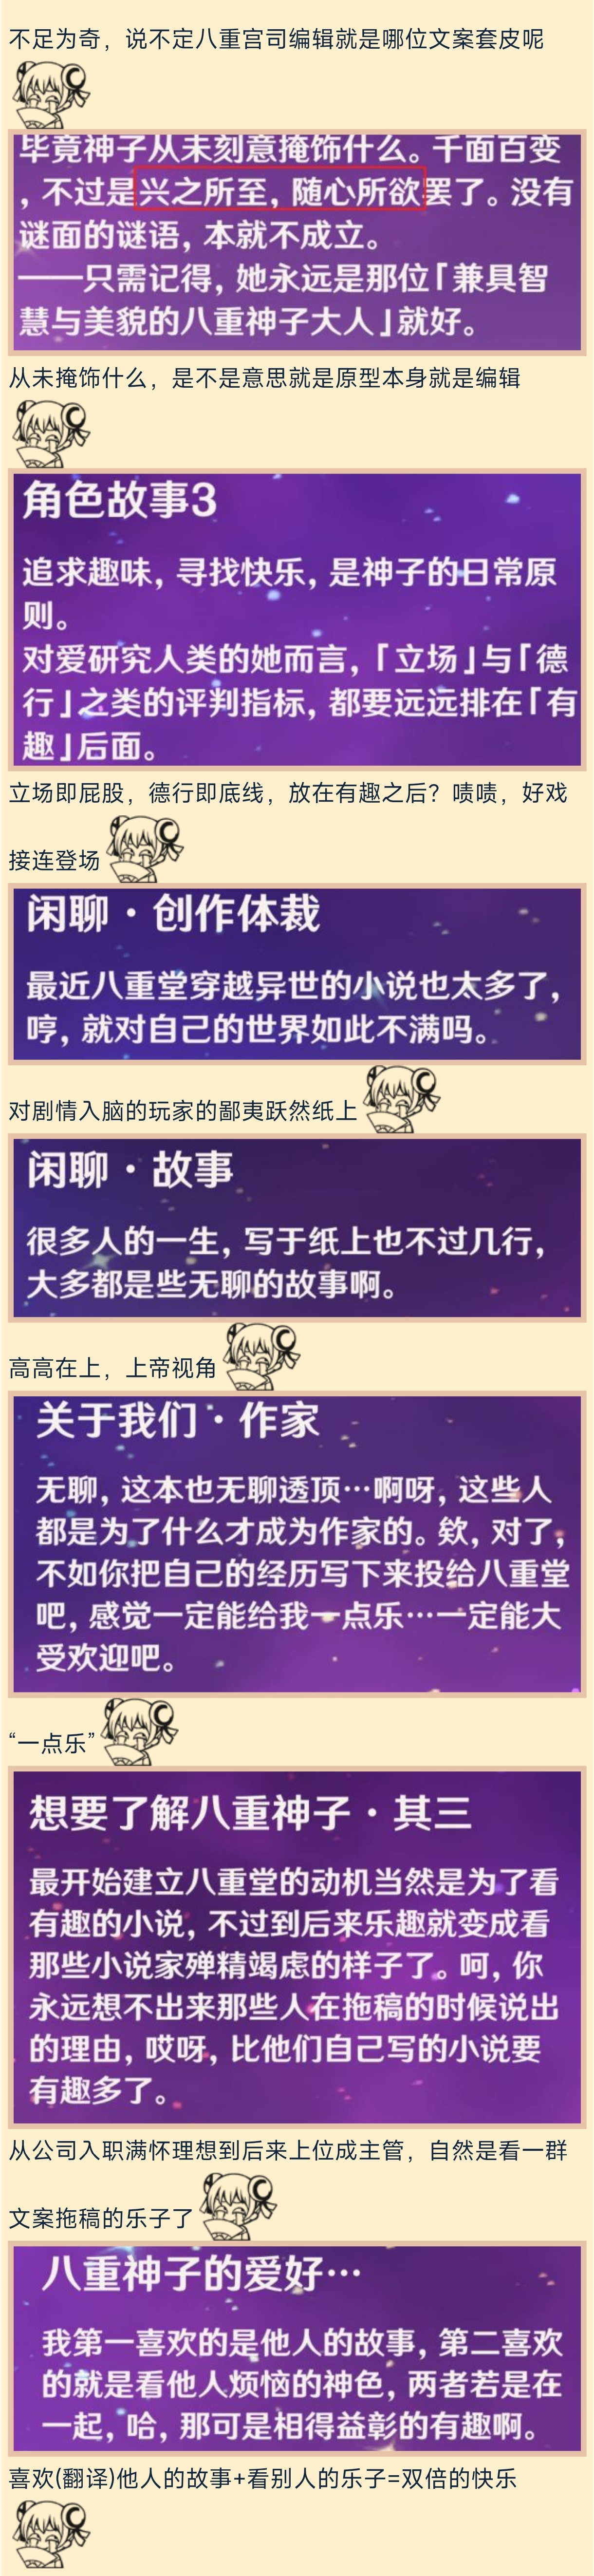 不足为奇，说不定八重宫司编辑就是哪位文案套皮呢
毕竟神子从未刻意掩饰什么。千面百变
，不过是兴之所至，随心所欲罢了。没有
谜面的谜语，本就不成立。
——只需记得，她永远是那位「兼具智
慧与美貌的八重神子大人」就好。
从未掩饰什么，是不是意思就是原型本身就是编辑
角色故事3
追求趣味，寻找快乐，是神子的日常原
则。
对爱研究人类的她而言，「立场」与「德
行」之类的评判指标，都要远远排在「有
趣」后面。
立场即屁股，德行即底线，放在有趣之后？啧啧，好戏
接连登场
闲聊·创作体裁
最近八重堂穿越异世的小说也太多了，
哼，就对自己的世界如此不满吗。
对剧情入脑的玩家的鄙夷跃然纸上
闲聊·故事
很多人的一生，写于纸上也不过几行，
大多都是些无聊的故事啊。
高高在上，上帝视角
关于我们·作家
无聊，这本也无聊透顶…啊呀，这些人
都是为了什么才成为作家的。欸，对了，
不如你把自己的经历写下来投给八重堂
吧，感觉一定能给我一点乐…一定能大
受欢迎吧。
“一点乐”
想要了解八重神子·其三
最开始建立八重堂的动机当然是为了看
有趣的小说，不过到后来乐趣就变成看
那些小说家殚精竭虑的样子了。呵，你
永远想不出来那些人在拖稿的时候说出
的理由，哎呀，比他们自己写的小说要
有趣多了。
从公司入职满怀理想到后来上位成主管，自然是看一群
文案拖稿的乐子了
八重神子的爱好…
我第一喜欢的是他人的故事，第二喜欢
的就是看他人烦恼的神色，两者若是在
一起，哈，那可是相得益彰的有趣啊。
喜欢(翻译)他人的故事+看别人的乐子=双倍的快乐